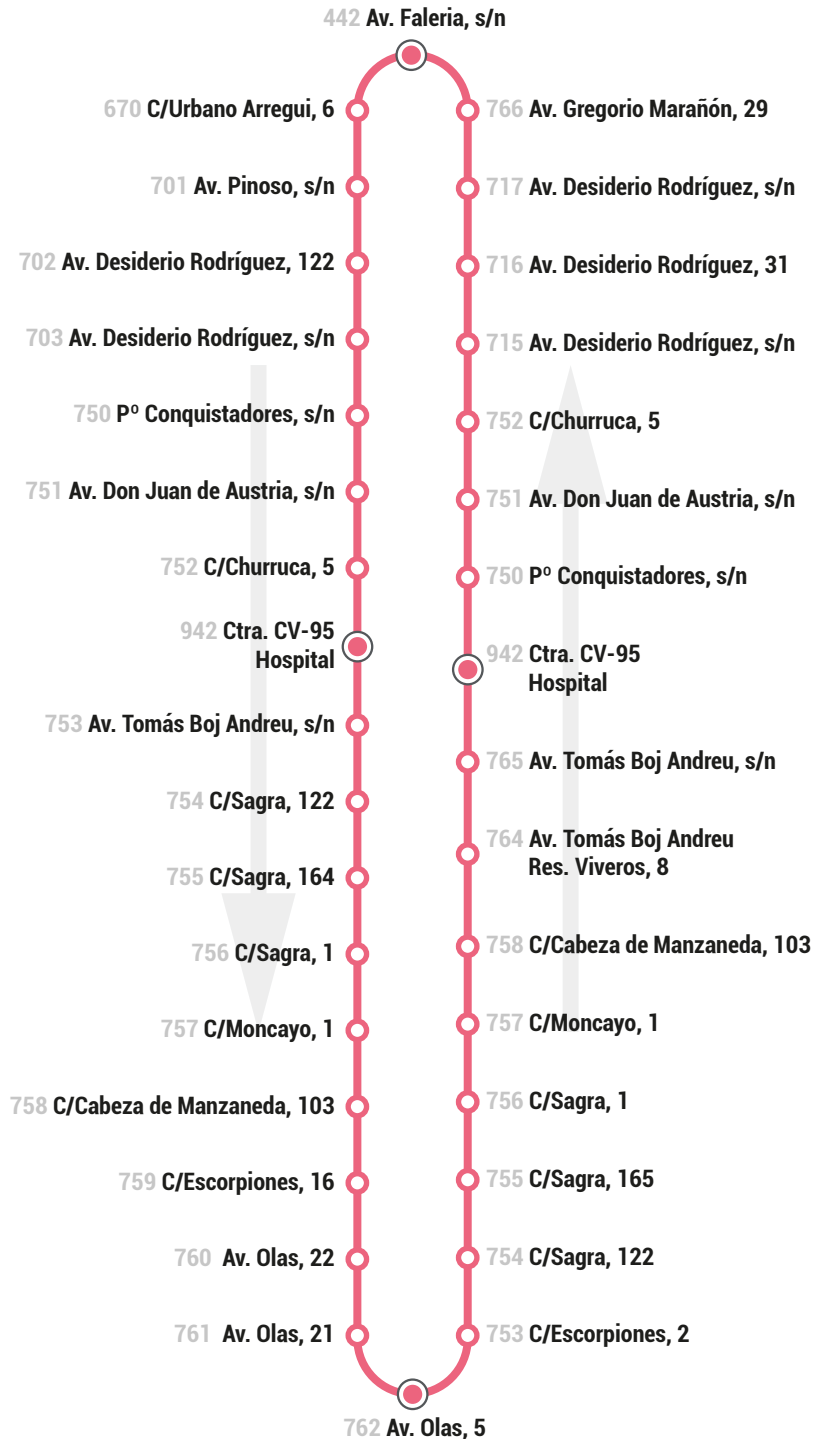 442 Av. Faleria, s/n
670 C/Urbano Arregui, 6
701 Av. Pinoso, s/n
702 Av. Desiderio Rodríguez, 122
703 Av. Desiderio Rodríguez, s/n
750 Pº Conquistadores, s/n
751 Av. Don Juan de Austria, s/n
752 C/Churruca, 5
942 Ctra. CV-95
Hospital
753 Av. Tomás Boj Andreu, s/n
754 C/Sagra, 122
755 C/Sagra, 164
756 C/Sagra, 1
757 C/Moncayo, 1
758 C/Cabeza de Manzaneda, 103
759 C/Escorpiones, 16
760 Av. Olas, 22
761 Av. Olas, 21
762 Av. Olas, 5
766 Av. Gregorio Marañón, 29
717 Av. Desiderio Rodríguez, s/n
716 Av. Desiderio Rodríguez, 31
715 Av. Desiderio Rodríguez, s/n
752 C/Churruca, 5
751 Av. Don Juan de Austria, s/n
750 Pº Conquistadores, s/n
942 Ctra. CV-95
Hospital
765 Av. Tomás Boj Andreu, s/n
764 Av. Tomás Boj Andreu
Res. Viveros, 8
758 C/Cabeza de Manzaneda, 103
757 C/Moncayo, 1
756 C/Sagra, 1
755 C/Sagra, 165
754 C/Sagra, 122
753 C/Escorpiones, 2